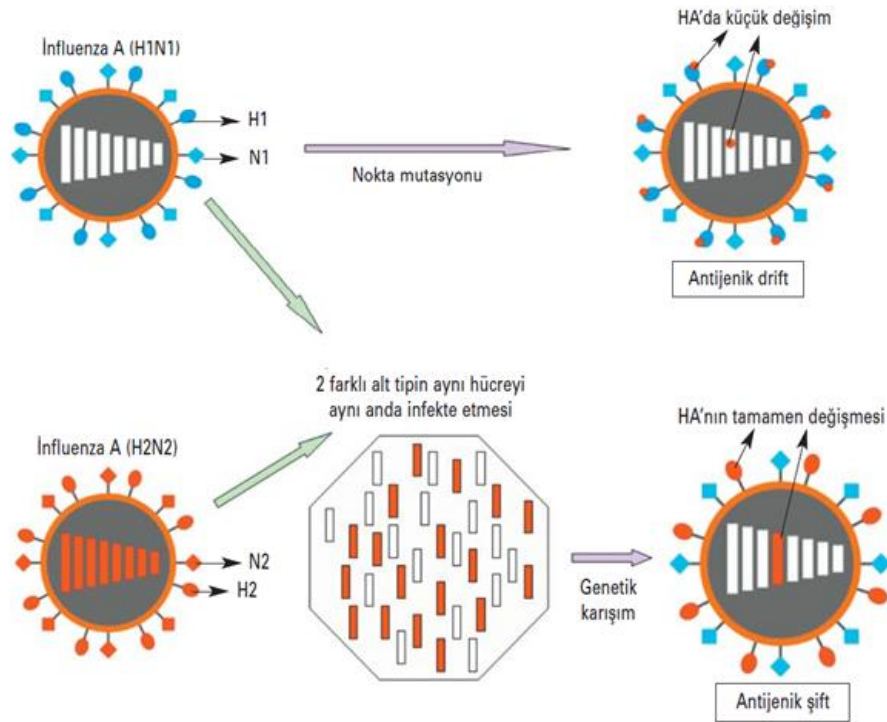 İnfluenza A (H1N1)
H1
N1
Nokta mutasyonu
HA'da küçük değişim
Antijenik drift
2 farklı alt tipin aynı hücreyi
aynı anda infekte etmesi
İnfluenza A (H2N2)
N2
H2
Genetik
karışım
HA'nın tamamen değişmesi
Antijenik şift